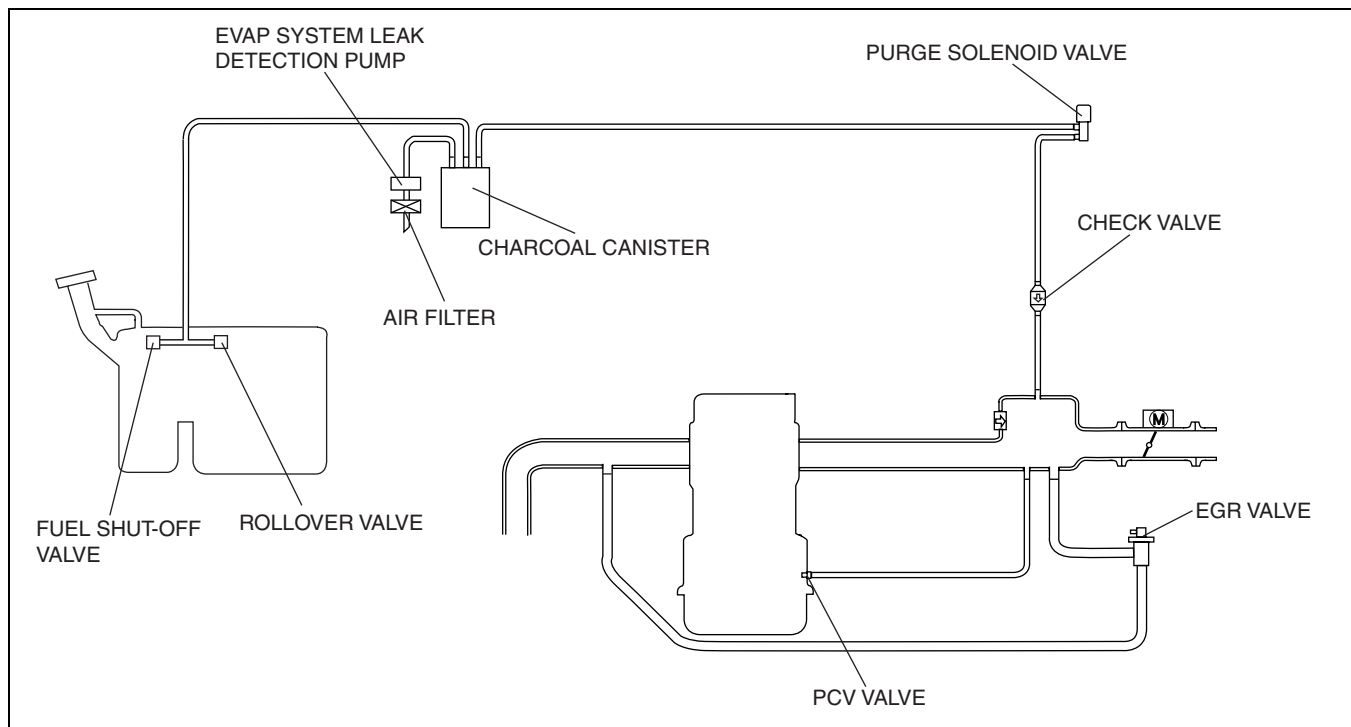 EVAP SYSTEM LEAK
DETECTION PUMP
PURGE SOLENOID VALVE
CHARCOAL CANISTER
CHECK VALVE
AIR FILTER
FUEL SHUT-OFF
VALVE
ROLLOVER VALVE
M
EGR VALVE
PCV VALVE